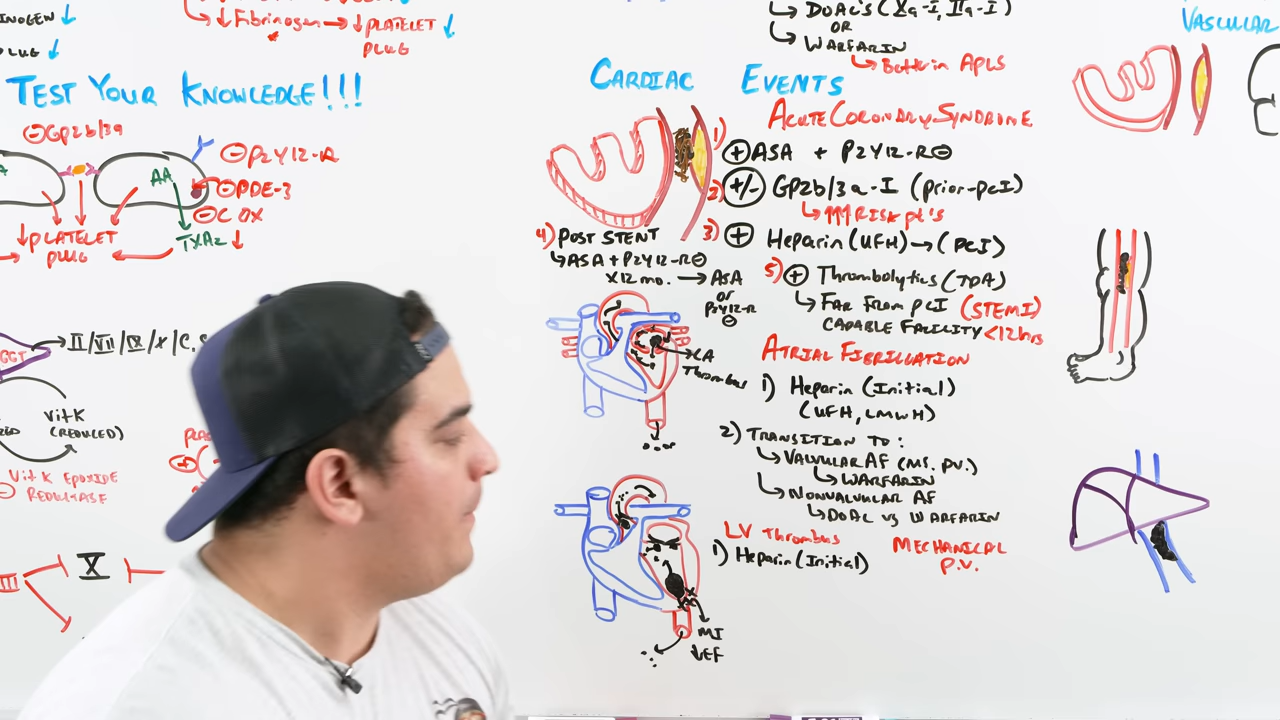 INOGEN ↓
PLUG ↓
↓Fibrinogen → ↓PLATELET ↓
PLUG
TEST YOUR KNOWLEDGE!!!
⊖Gp2b/3a
⊖P2Y12-R
⊖PDE-3
⊖COX
AA
TXA2 ↓
↓PLATELET
PLUG
GGT
→ II/VII/IX/X/C,S
Vit K
(REDUCED)
Vit K EPOXIDE
⊖ REDUCTASE
X
DOAC's (Xa-I, IIa-I)
OR
WARFARIN
↳ Better in APLS
CARDIAC EVENTS
ACUTE CORONARY SYNDROME
1) ⊕ ASA + P2Y12-R⊖
2) +/- Gp2b/3a-I (prior-PCI)
↳ ↑↑↑ RISK pt's
3) ⊕ Heparin (UFH) → (PCI)
4) POST STENT
↳ ASA + P2Y12-R⊖
x12 mo. → ASA
or
P2Y12-R
⊖
5) ⊕ Thrombolytics (TPA)
↳ FAR FROM PCI (STEMI)
CAPABLE FACILITY <12hrs
LA
Thrombus
ATRIAL FIBRILLATION
1) Heparin (Initial)
(UFH, LMWH)
2) TRANSITION TO:
↳ VALVULAR AF (MS. PV.)
↳ WARFARIN
↳ NONVALVULAR AF
↳ DOAC vs WARFARIN
LV Thrombus
1) Heparin (Initial)
MECHANICAL
P.V.
MI
↓EF
VASCULAR